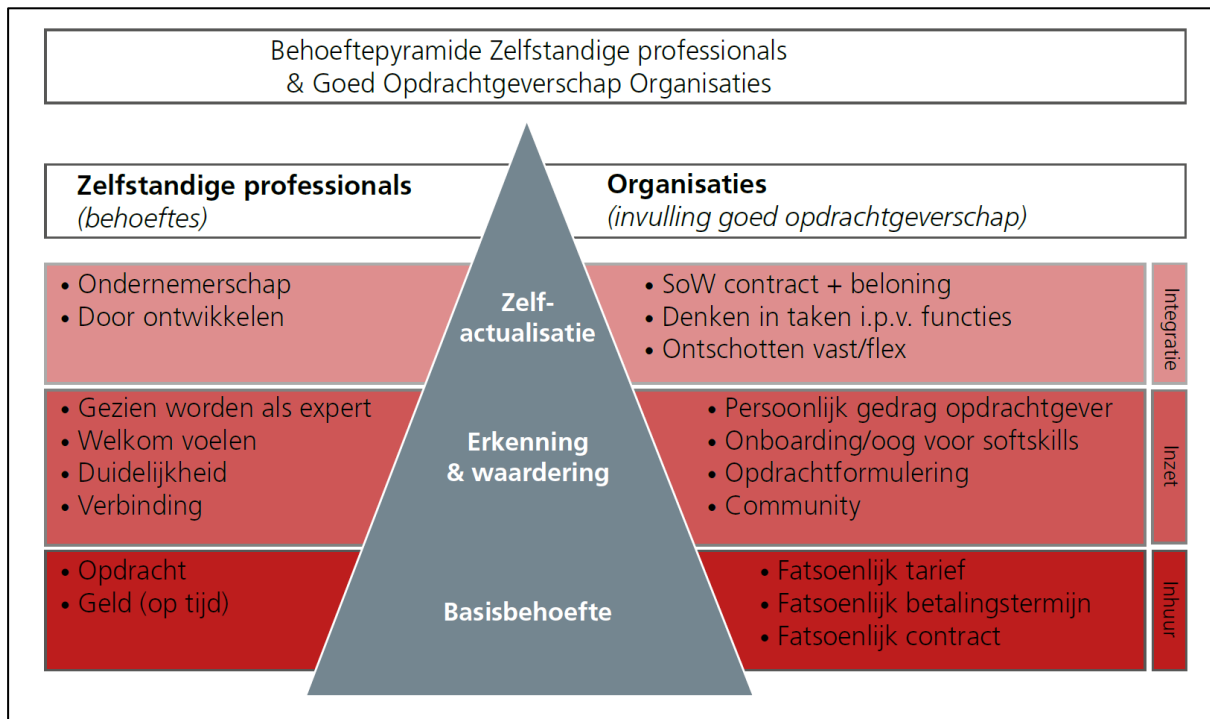 Behoeftepyramide Zelfstandige professionals
& Goed Opdrachtgeverschap Organisaties
Zelfstandige professionals
(behoeftes)
Organisaties
(invulling goed opdrachtgeverschap)
• Ondernemerschap
• Door ontwikkelen
Zelf-
actualisatie
• SoW contract + beloning
• Denken in taken i.p.v. functies
• Ontschotten vast/flex
Integratie
• Gezien worden als expert
• Welkom voelen
• Duidelijkheid
• Verbinding
Erkenning
& waardering
• Persoonlijk gedrag opdrachtgever
• Onboarding/oog voor softskills
• Opdrachtformulering
• Community
Inzet
• Opdracht
• Geld (op tijd)
Basisbehoefte
• Fatsoenlijk tarief
• Fatsoenlijk betalingstermijn
• Fatsoenlijk contract
Inhuur